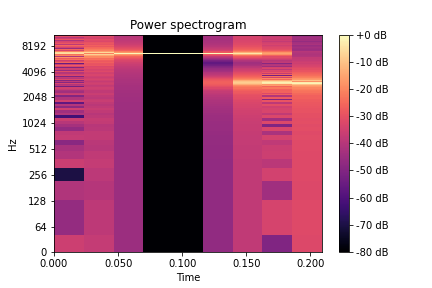 Power spectrogram
8192
4096
2048
1024
512
256
128
64
0
Hz
0.000 0.050 0.100 0.150 0.200
Time
+0 dB
-10 dB
-20 dB
-30 dB
-40 dB
-50 dB
-60 dB
-70 dB
-80 dB